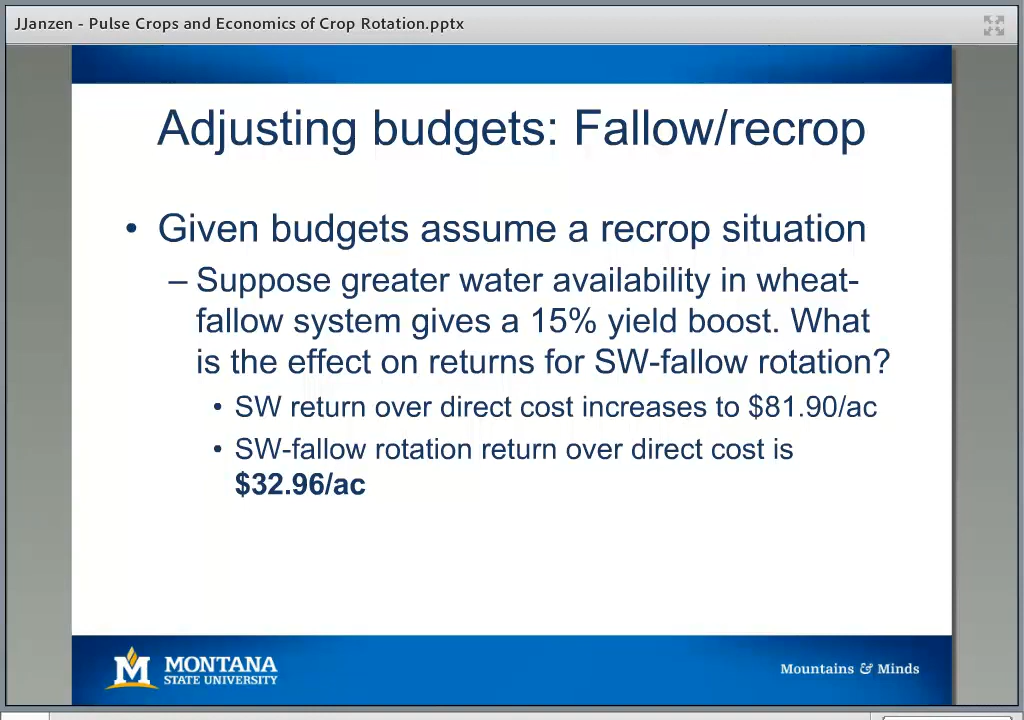 JJanzen - Pulse Crops and Economics of Crop Rotation.pptx
Adjusting budgets: Fallow/recrop
• Given budgets assume a recrop situation
– Suppose greater water availability in wheat-
fallow system gives a 15% yield boost. What
is the effect on returns for SW-fallow rotation?
• SW return over direct cost increases to $81.90/ac
• SW-fallow rotation return over direct cost is
$32.96/ac
M MONTANA
STATE UNIVERSITY
Mountains & Minds